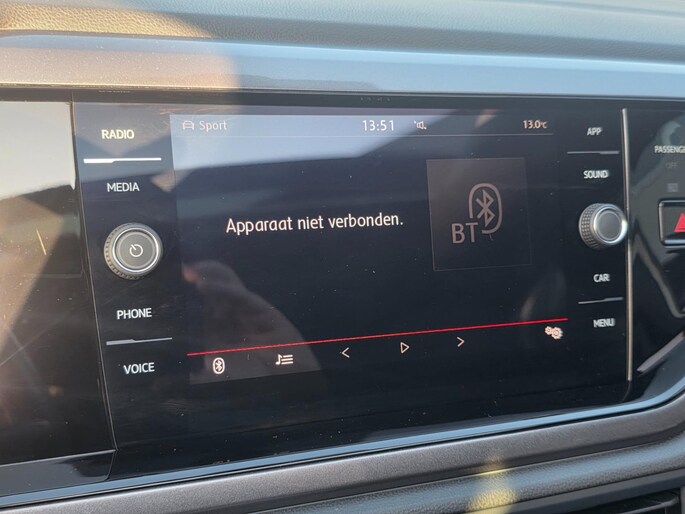 RADIO
MEDIA
PHONE
VOICE
Sport
13:51
13.0°C
Apparaat niet verbonden.
BT
APP
SOUND
CAR
MENU